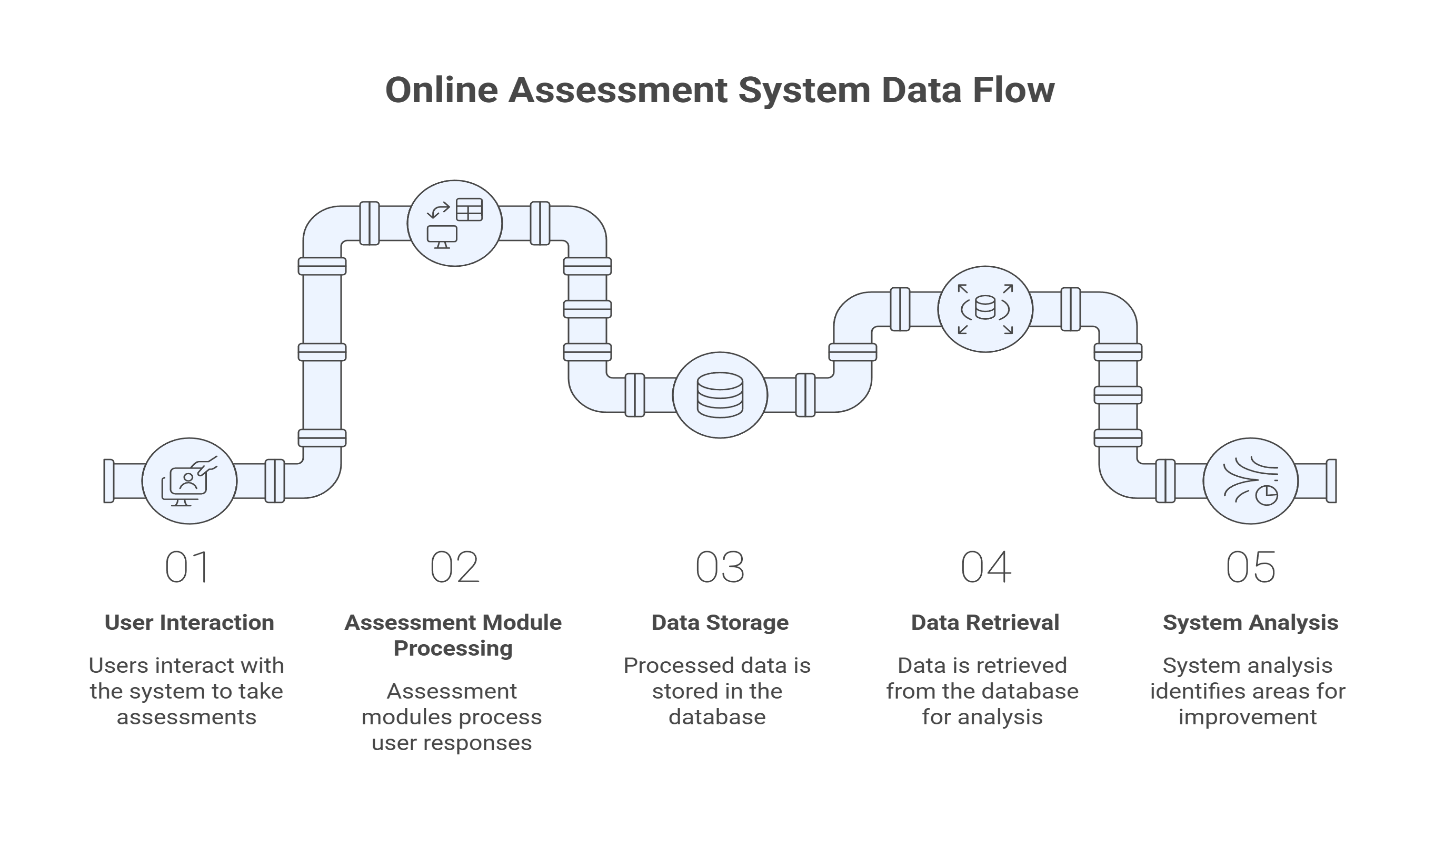 Online Assessment System Data Flow
01
User Interaction
Users interact with
the system to take
assessments
02
Assessment Module
Processing
Assessment
modules process
user responses
03
Data Storage
Processed data is
stored in the
database
04
Data Retrieval
Data is retrieved
from the database
for analysis
05
System Analysis
System analysis
identifies areas for
improvement